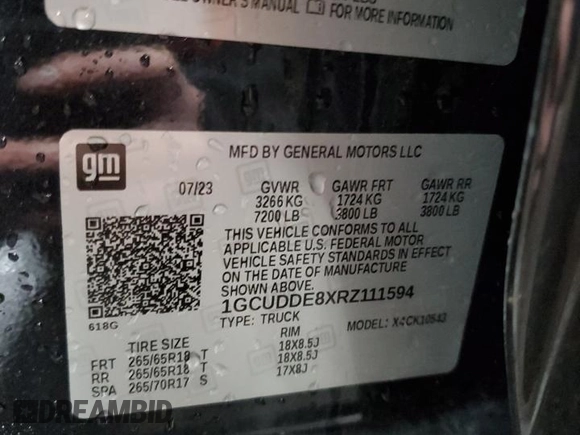 OWNER'S MANUAL FOR MORE INFORMATION
gm
MFD BY GENERAL MOTORS LLC
07/23 GVWR GAWR FRT GAWR RR
3266 KG 1724 KG 1724 KG
7200 LB 3800 LB 3800 LB
THIS VEHICLE CONFORMS TO ALL
APPLICABLE U.S. FEDERAL MOTOR
VEHICLE SAFETY STANDARDS IN EFFECT
ON THE DATE OF MANUFACTURE
SHOWN ABOVE.
1GCUDDE8XRZ111594
618G
TYPE: TRUCK MODEL: X4CK10543
TIRE SIZE RIM
FRT 265/65R18 T 18X8.5J
RR 265/65R18 T 18X8.5J
SPA 265/70R17 S 17X8J
DREAMBID